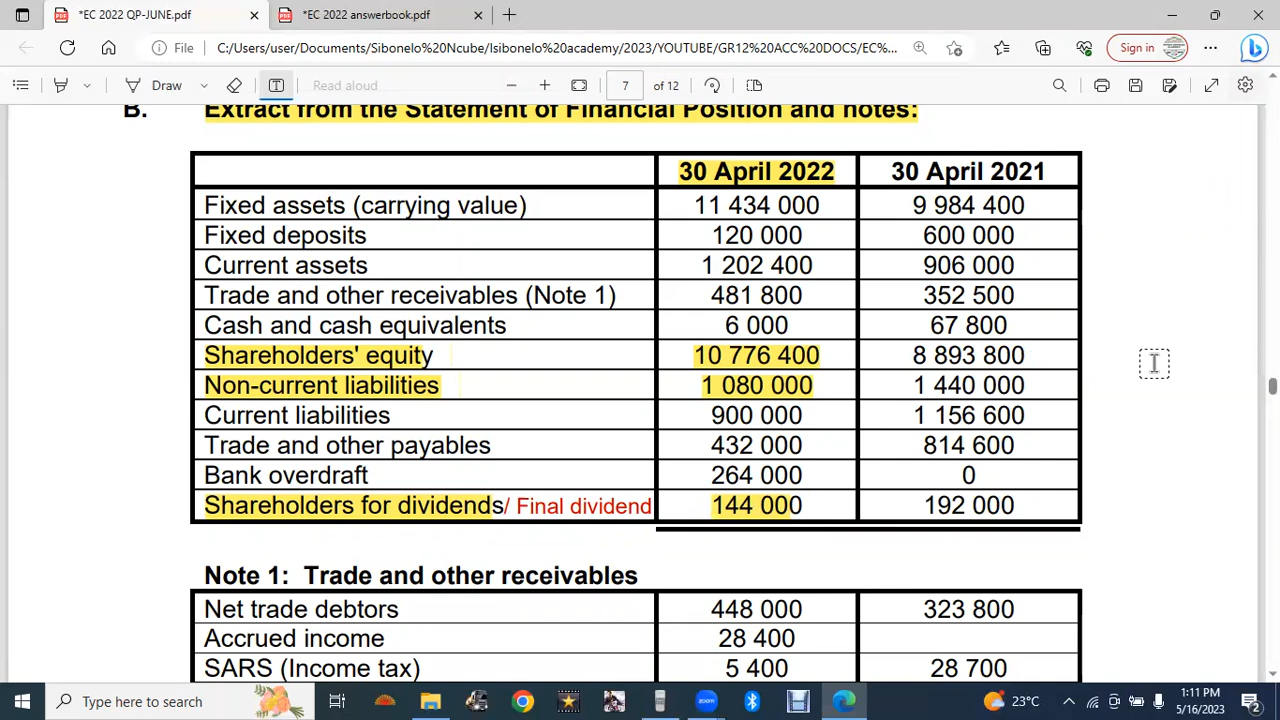 *EC 2022 QP-JUNE.pdf
*EC 2022 answerbook.pdf
File C:/Users/user/Documents/Sibonelo%20Ncube/Isibonelo%20academy/2023/YOUTUBE/GR12%20ACC%20DOCS/EC%... Sign in
Draw Read aloud 7 of 12
B. Extract from the Statement of Financial Position and notes:
30 April 2022 30 April 2021
Fixed assets (carrying value) 11 434 000 9 984 400
Fixed deposits 120 000 600 000
Current assets 1 202 400 906 000
Trade and other receivables (Note 1) 481 800 352 500
Cash and cash equivalents 6 000 67 800
Shareholders' equity 10 776 400 8 893 800
Non-current liabilities 1 080 000 1 440 000
Current liabilities 900 000 1 156 600
Trade and other payables 432 000 814 600
Bank overdraft 264 000 0
Shareholders for dividends/ Final dividend 144 000 192 000
Note 1: Trade and other receivables
Net trade debtors 448 000 323 800
Accrued income 28 400
SARS (Income tax) 5 400 28 700
Type here to search
23°C
1:11 PM
5/16/2023
2